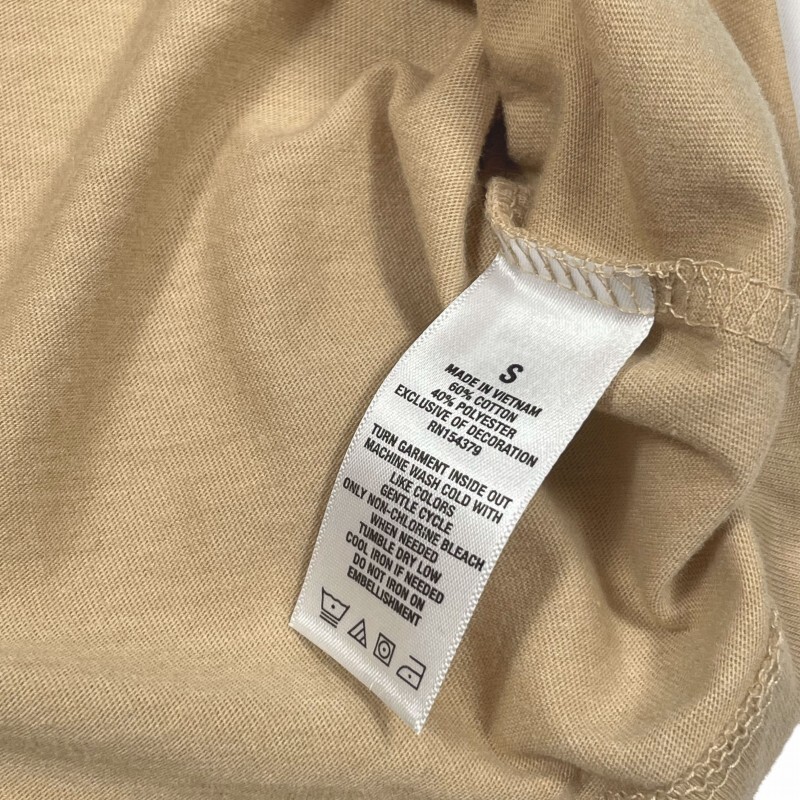 S
MADE IN VIETNAM
60% COTTON
40% POLYESTER
EXCLUSIVE OF DECORATION
RN154379
TURN GARMENT INSIDE OUT
MACHINE WASH COLD WITH
LIKE COLORS
GENTLE CYCLE
ONLY NON-CHLORINE BLEACH
WHEN NEEDED
TUMBLE DRY LOW
COOL IRON IF NEEDED
DO NOT IRON ON
EMBELLISHMENT